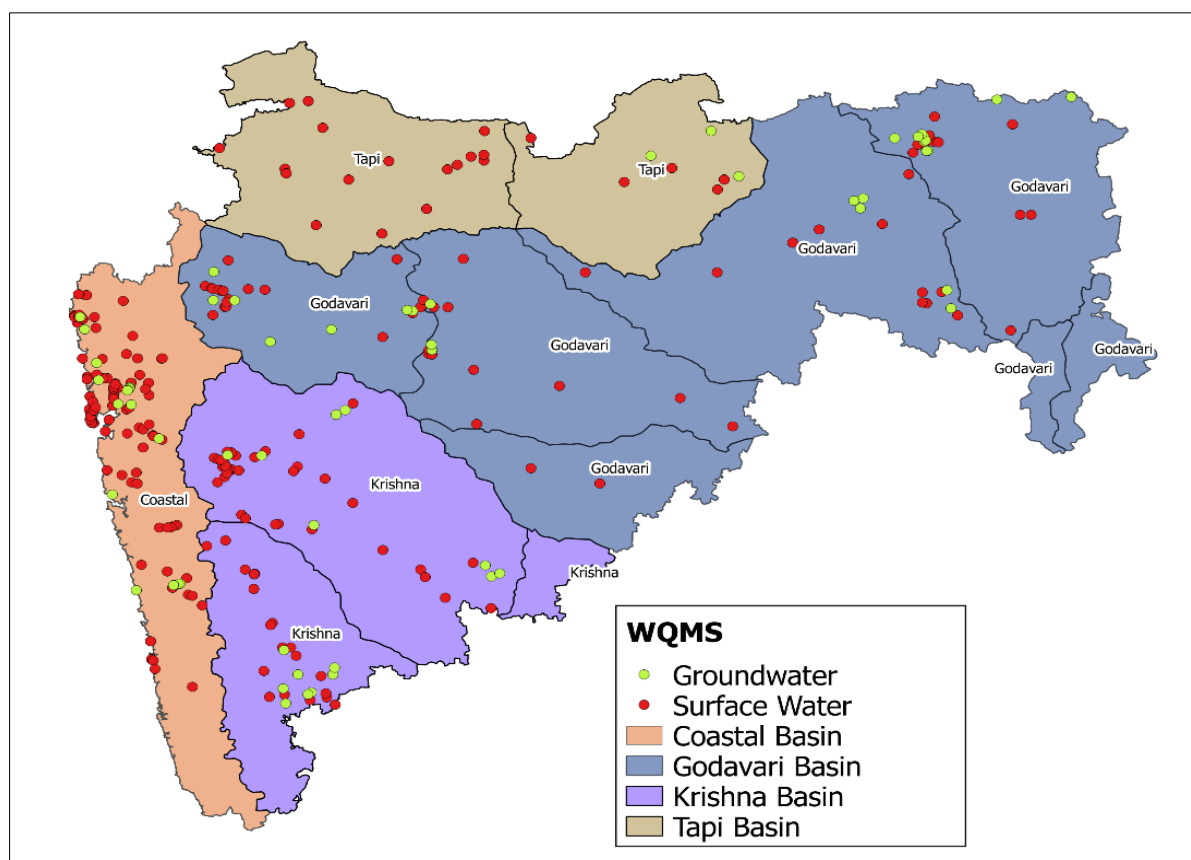 Tapi
Tapi
Godavari
Godavari
Godavari
Godavari
Godavari
Godavari
Godavari
Krishna
Coastal
Krishna
Krishna
WQMS
Groundwater
Surface Water
Coastal Basin
Godavari Basin
Krishna Basin
Tapi Basin